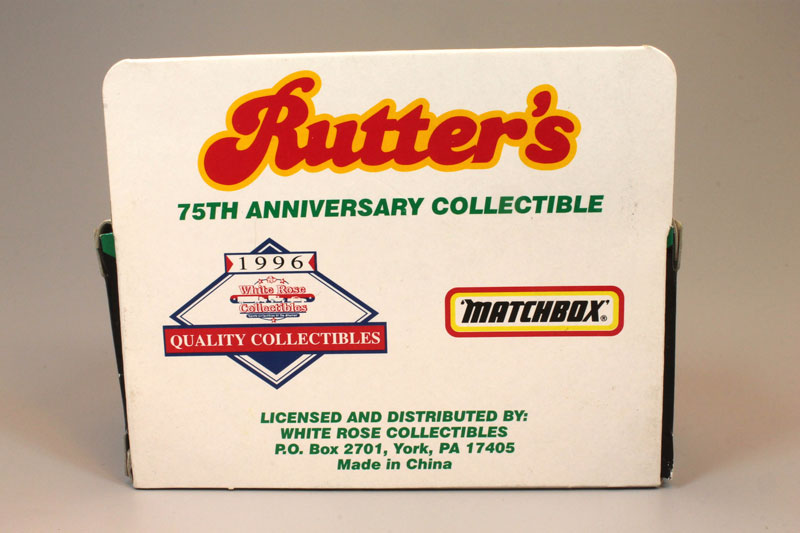 Rutter's
75TH ANNIVERSARY COLLECTIBLE
1996
White Rose
Collectibles
QUALITY COLLECTIBLES
"MATCHBOX"®
LICENSED AND DISTRIBUTED BY:
WHITE ROSE COLLECTIBLES
P.O. Box 2701, York, PA 17405
Made in China